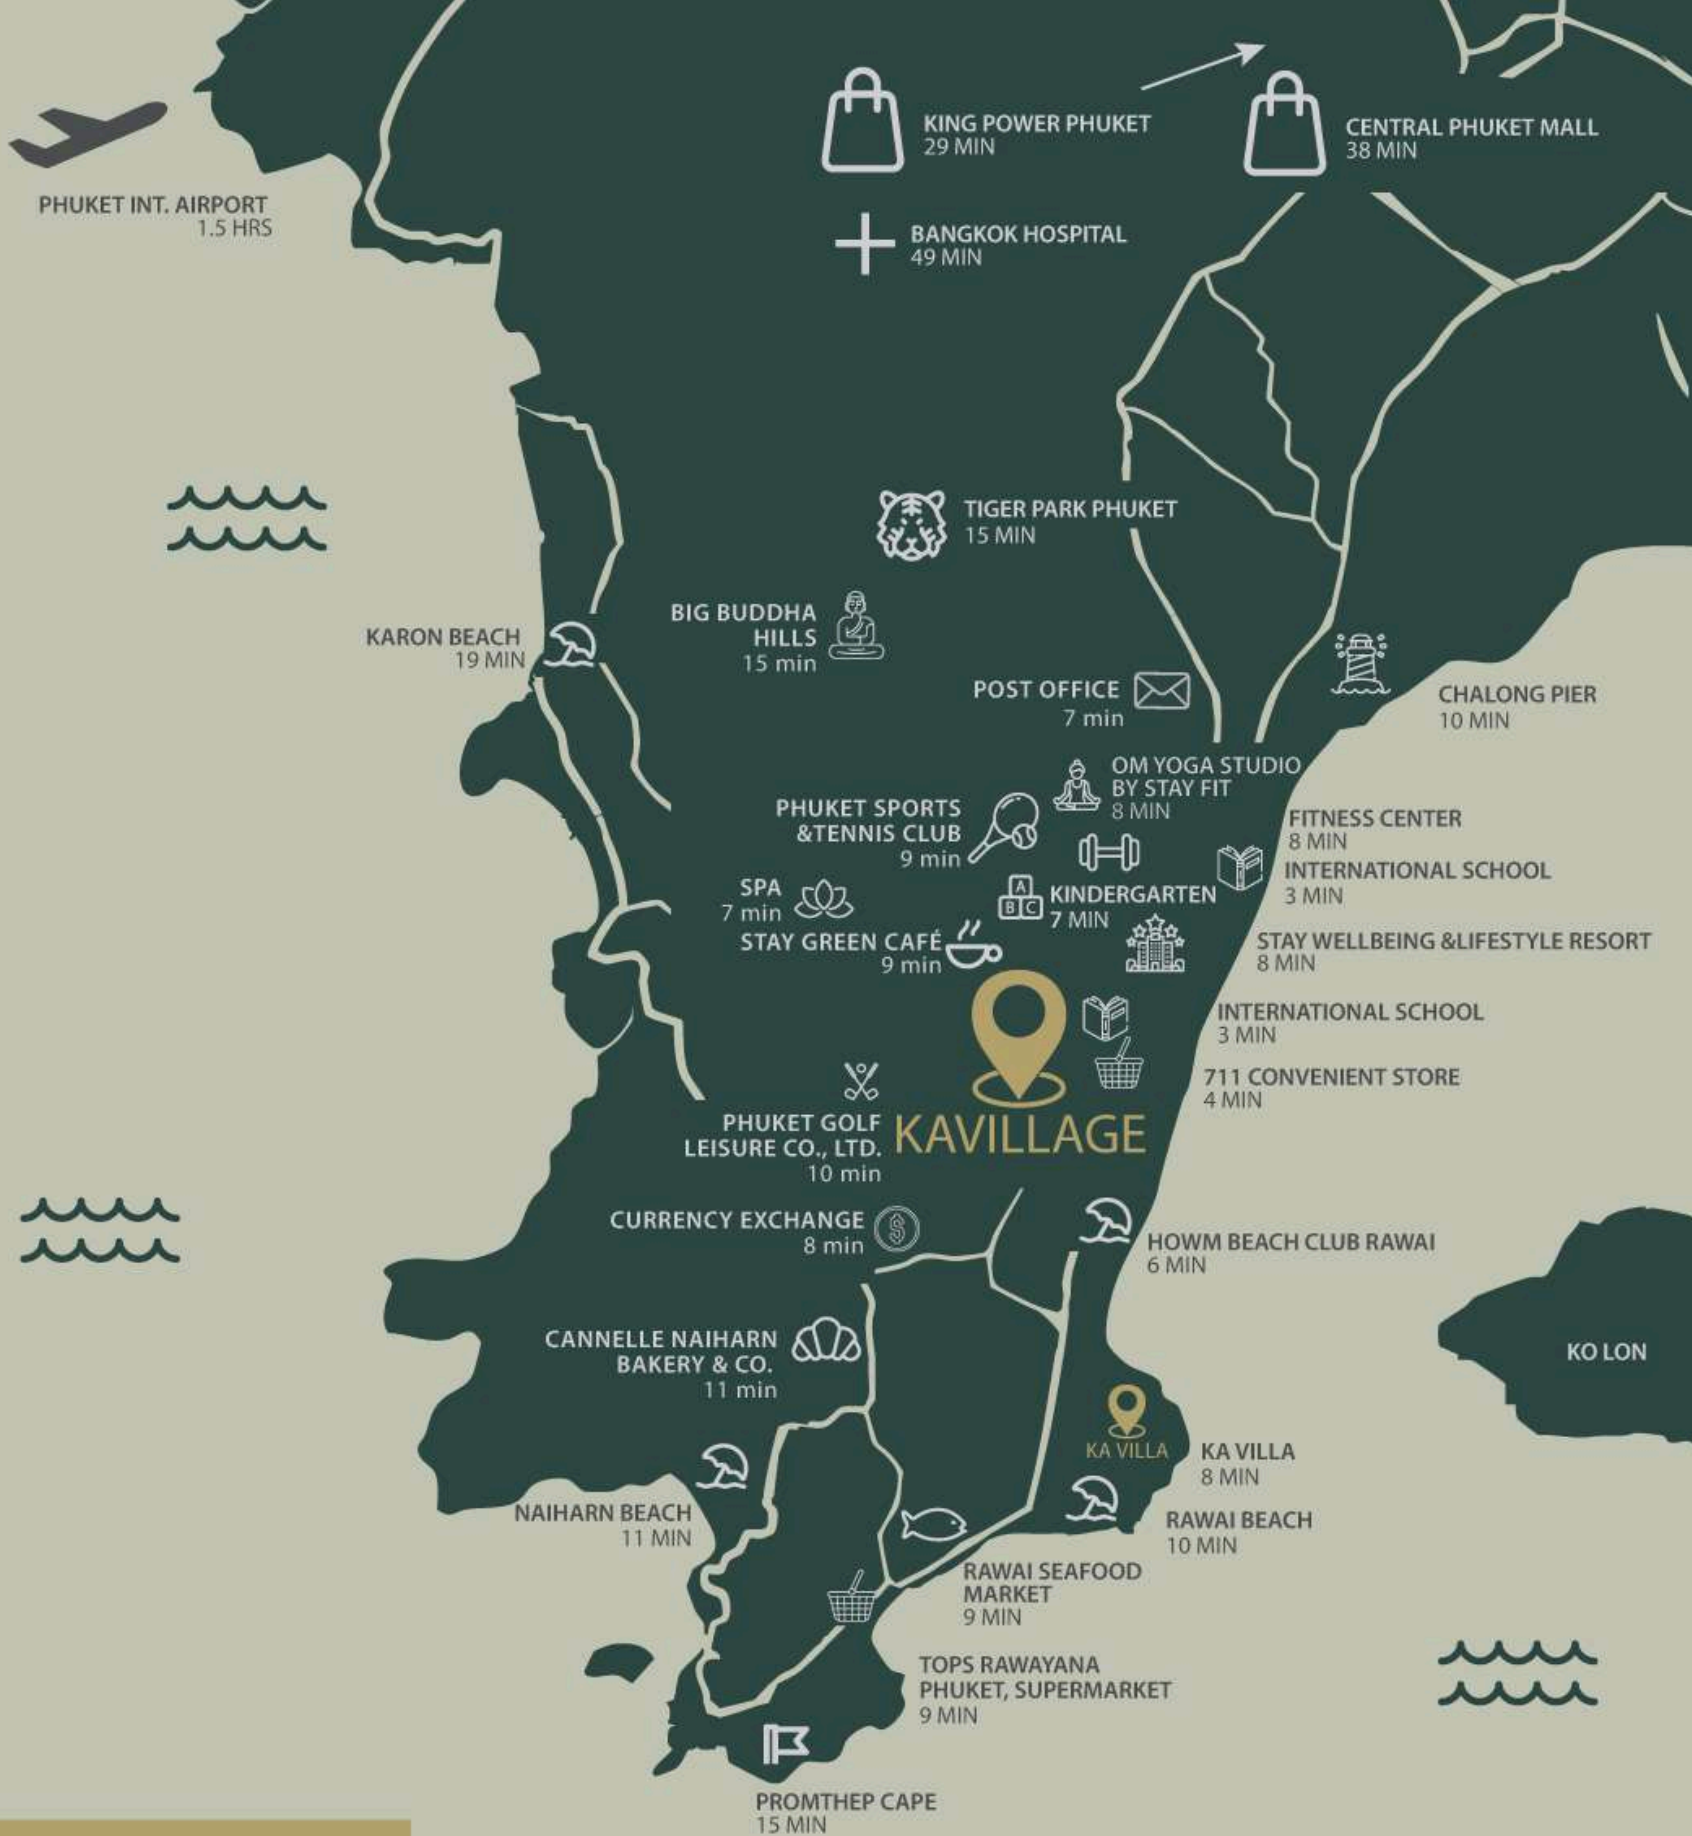 KING POWER PHUKET
29 MIN
CENTRAL PHUKET MALL
38 MIN
PHUKET INT. AIRPORT
1.5 HRS
BANGKOK HOSPITAL
49 MIN
TIGER PARK PHUKET
15 MIN
BIG BUDDHA
HILLS
15 min
KARON BEACH
19 MIN
POST OFFICE
7 min
CHALONG PIER
10 MIN
OM YOGA STUDIO
BY STAY FIT
8 MIN
PHUKET SPORTS
&TENNIS CLUB
9 min
FITNESS CENTER
8 MIN
INTERNATIONAL SCHOOL
3 MIN
SPA
7 min
A
B C
KINDERGARTEN
7 MIN
STAY GREEN CAFÉ
9 min
STAY WELLBEING &LIFESTYLE RESORT
8 MIN
INTERNATIONAL SCHOOL
3 MIN
711 CONVENIENT STORE
4 MIN
PHUKET GOLF
LEISURE CO., LTD.
10 min
KAVILLAGE
CURRENCY EXCHANGE
8 min
$
HOWM BEACH CLUB RAWAI
6 MIN
CANNELLE NAIHARN
BAKERY & CO.
11 min
KO LON
KA VILLA
KA VILLA
8 MIN
NAIHARN BEACH
11 MIN
RAWAI BEACH
10 MIN
RAWAI SEAFOOD
MARKET
9 MIN
TOPS RAWAYANA
PHUKET, SUPERMARKET
9 MIN
PROMTHEP CAPE
15 MIN